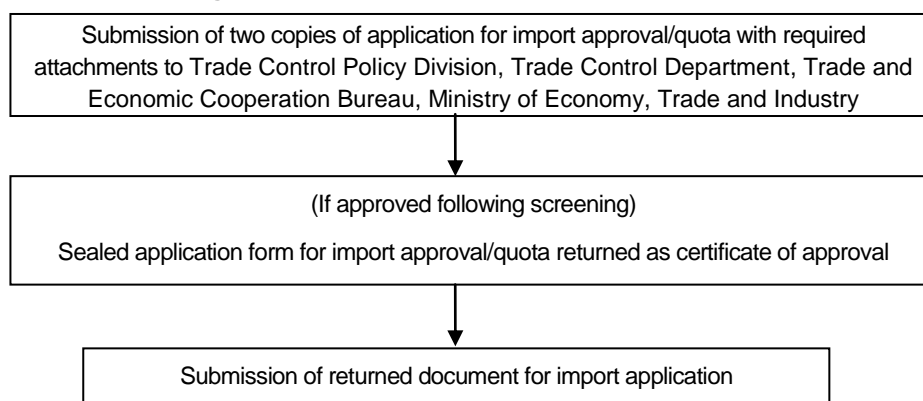 Submission of two copies of application for import approval/quota with required
attachments to Trade Control Policy Division, Trade Control Department, Trade and
Economic Cooperation Bureau, Ministry of Economy, Trade and Industry
(If approved following screening)
Sealed application form for import approval/quota returned as certificate of approval
Submission of returned document for import application